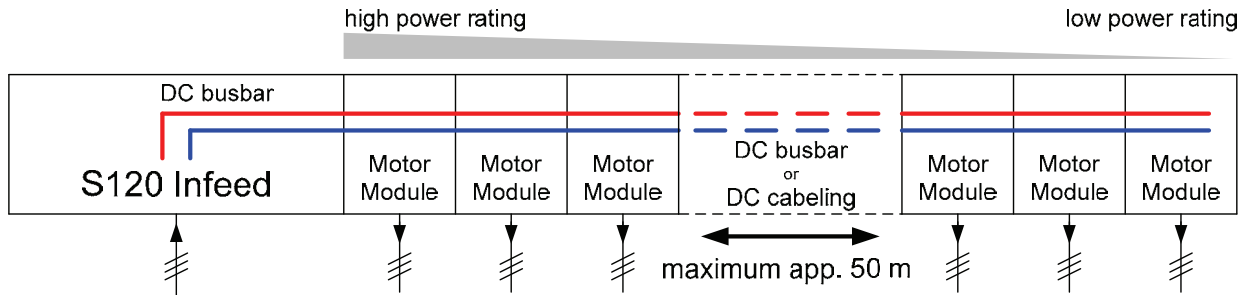 high power rating
low power rating
DC busbar
S120 Infeed
Motor
Module
Motor
Module
Motor
Module
DC busbar
or
DC cabeling
Motor
Module
Motor
Module
Motor
Module
maximum app. 50 m